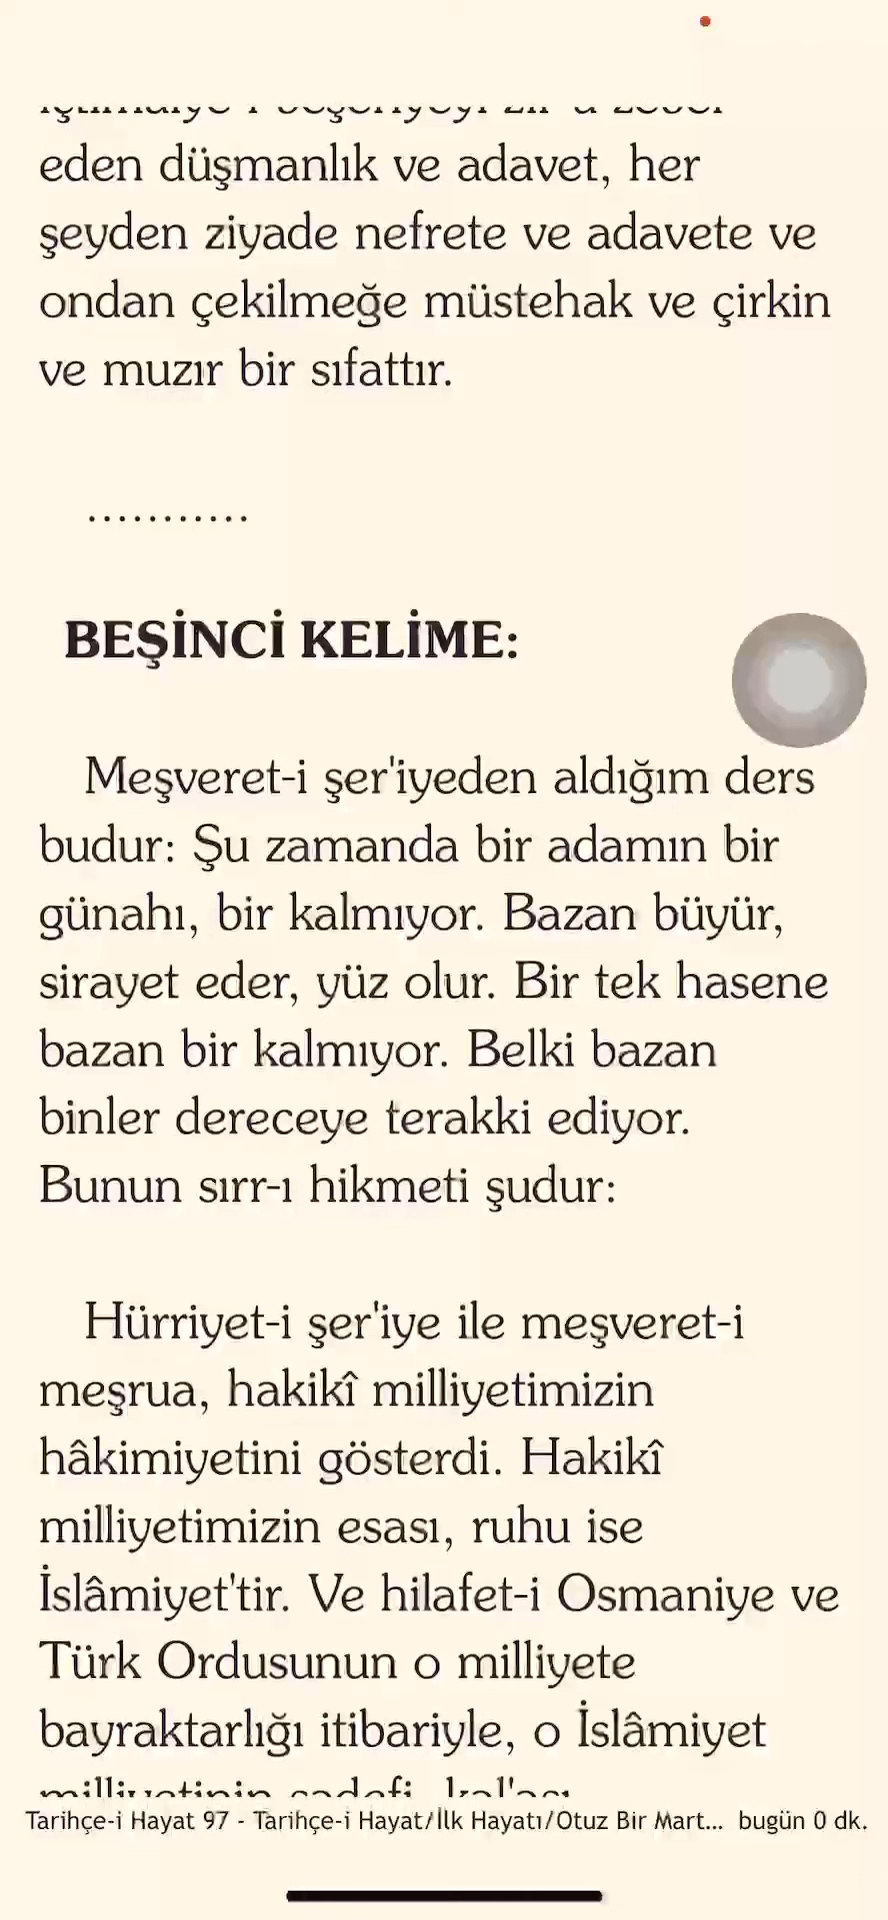 eden düşmanlık ve adavet, her
şeyden ziyade nefrete ve adavete ve
ondan çekilmeğe müstehak ve çirkin
ve muzır bir sıfattır.
...........
BEŞİNCİ KELİME:
Meşveret-i şer'iyeden aldığım ders
budur: Şu zamanda bir adamın bir
günahı, bir kalmıyor. Bazan büyür,
sirayet eder, yüz olur. Bir tek hasene
bazan bir kalmıyor. Belki bazan
binler dereceye terakki ediyor.
Bunun sırr-ı hikmeti şudur:
Hürriyet-i şer'iye ile meşveret-i
meşrua, hakikî milliyetimizin
hâkimiyetini gösterdi. Hakikî
milliyetimizin esası, ruhu ise
İslâmiyet'tir. Ve hilafet-i Osmaniye ve
Türk Ordusunun o milliyete
bayraktarlığı itibariyle, o İslâmiyet
milliyetinin sadefi, kal'ası
Tarihçe-i Hayat 97 - Tarihçe-i Hayat/İlk Hayatı/Otuz Bir Mart... bugün 0 dk.